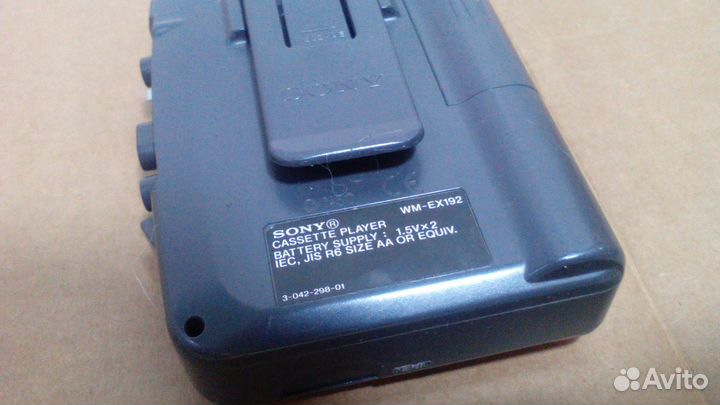 SONY
SONY® WM-EX192
CASSETTE PLAYER
BATTERY SUPPLY : 1.5V×2
IEC, JIS R6 SIZE AA OR EQUIV.
3-042-298-01
Avito